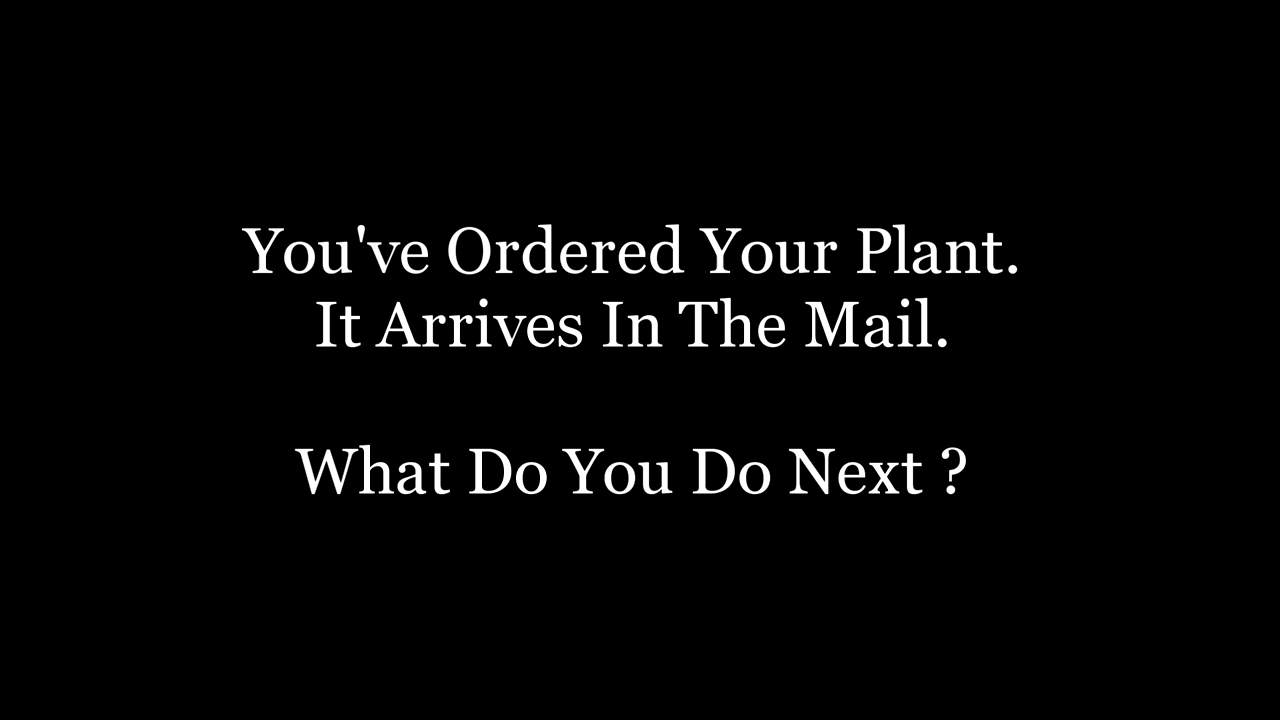 You've Ordered Your Plant.
It Arrives In The Mail.
What Do You Do Next ?